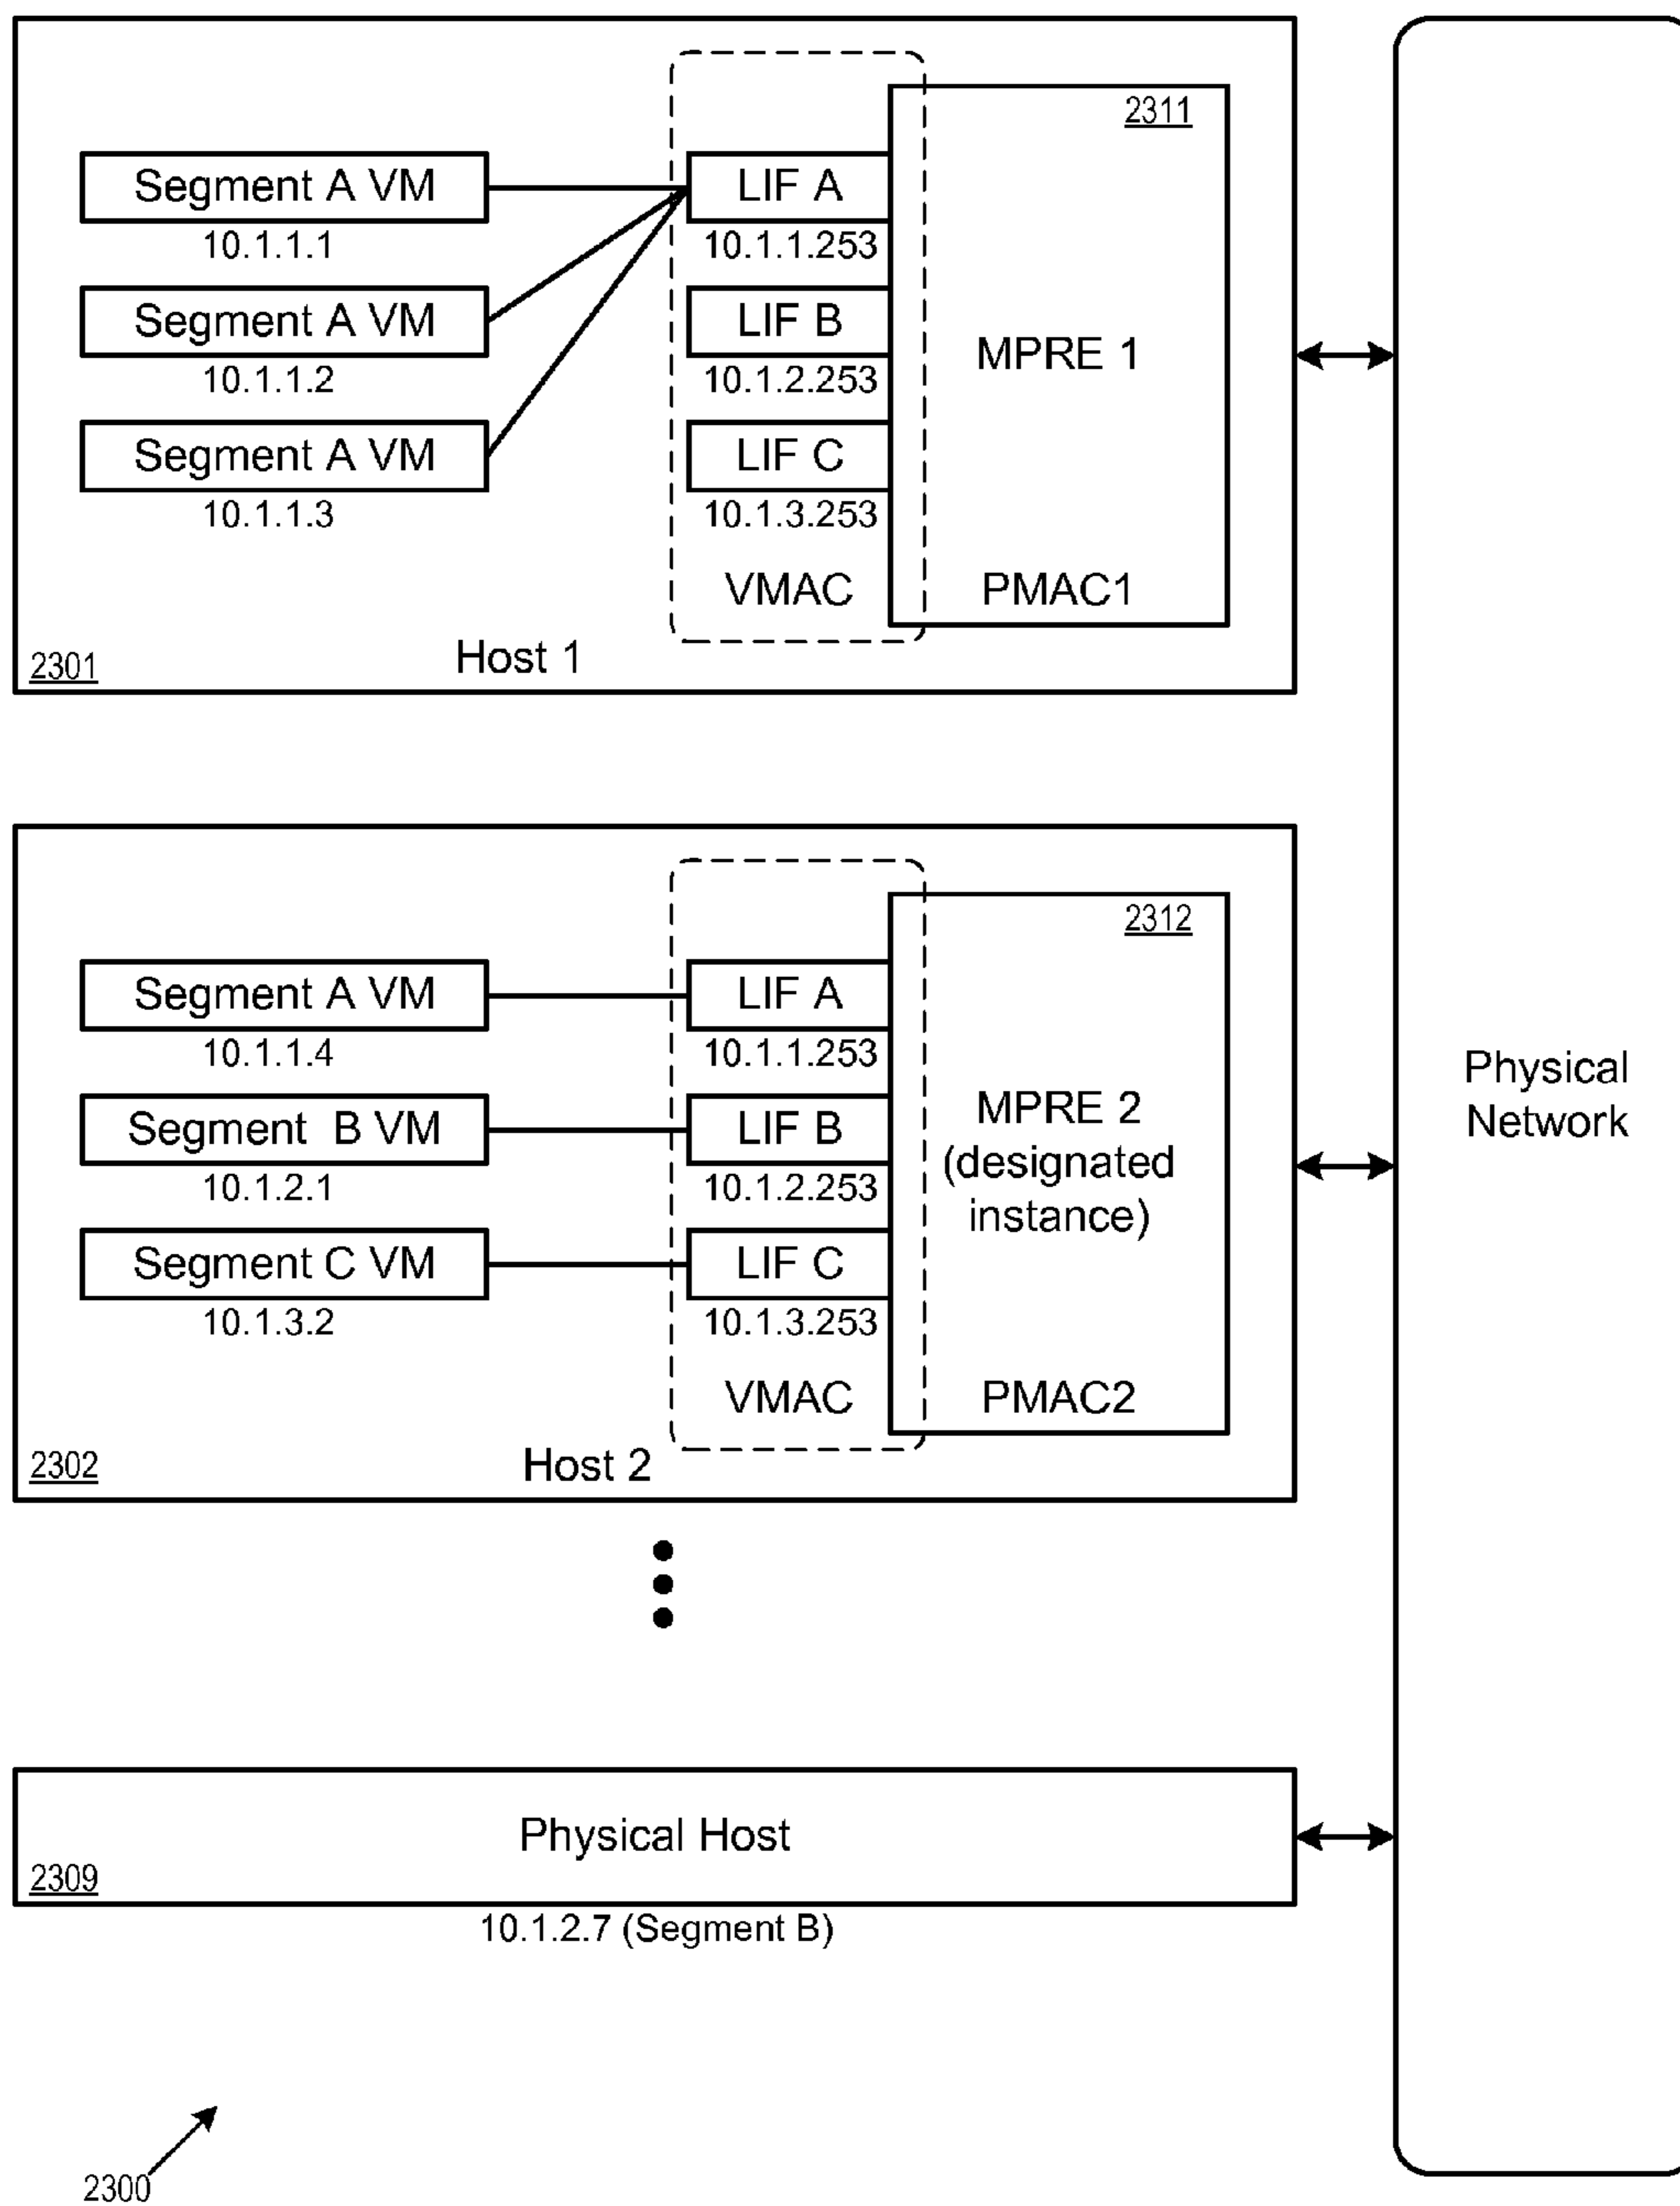 2311
Segment A VM
LIF A
10.1.1.1
10.1.1.253
Segment A VM
LIF B
MPRE 1
10.1.1.2
10.1.2.253
Segment A VM
LIF C
10.1.1.3
10.1.3.253
VMAC
PMAC1
2301
Host 1
2312
Segment A VM
LIF A
10.1.1.4
10.1.1.253
Segment B VM
LIF B
MPRE 2
(designated
instance)
10.1.2.1
10.1.2.253
Segment C VM
LIF C
10.1.3.2
10.1.3.253
VMAC
PMAC2
2302
Host 2
Physical
Network
Physical Host
2309
10.1.2.7 (Segment B)
2300